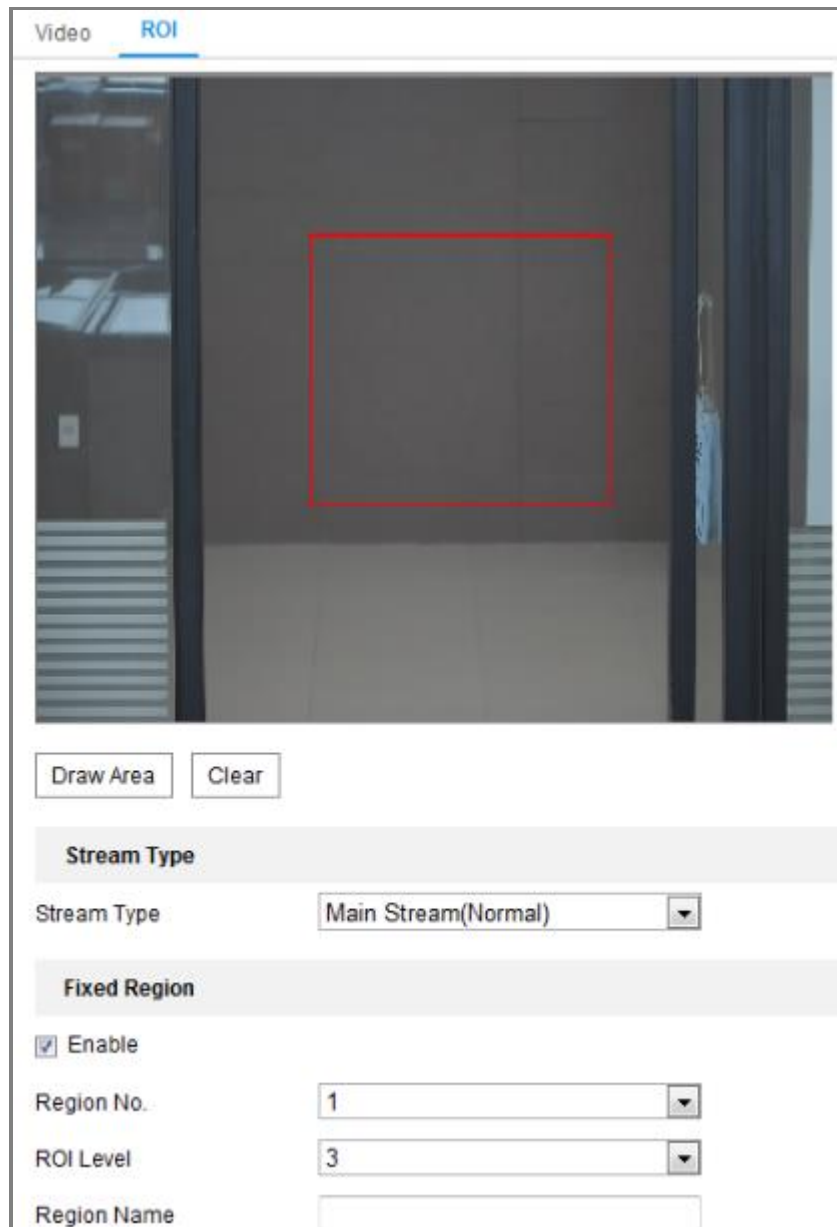 Video ROI
Draw Area Clear
Stream Type
Stream Type Main Stream(Normal)
Fixed Region
Enable
Region No. 1
ROI Level 3
Region Name